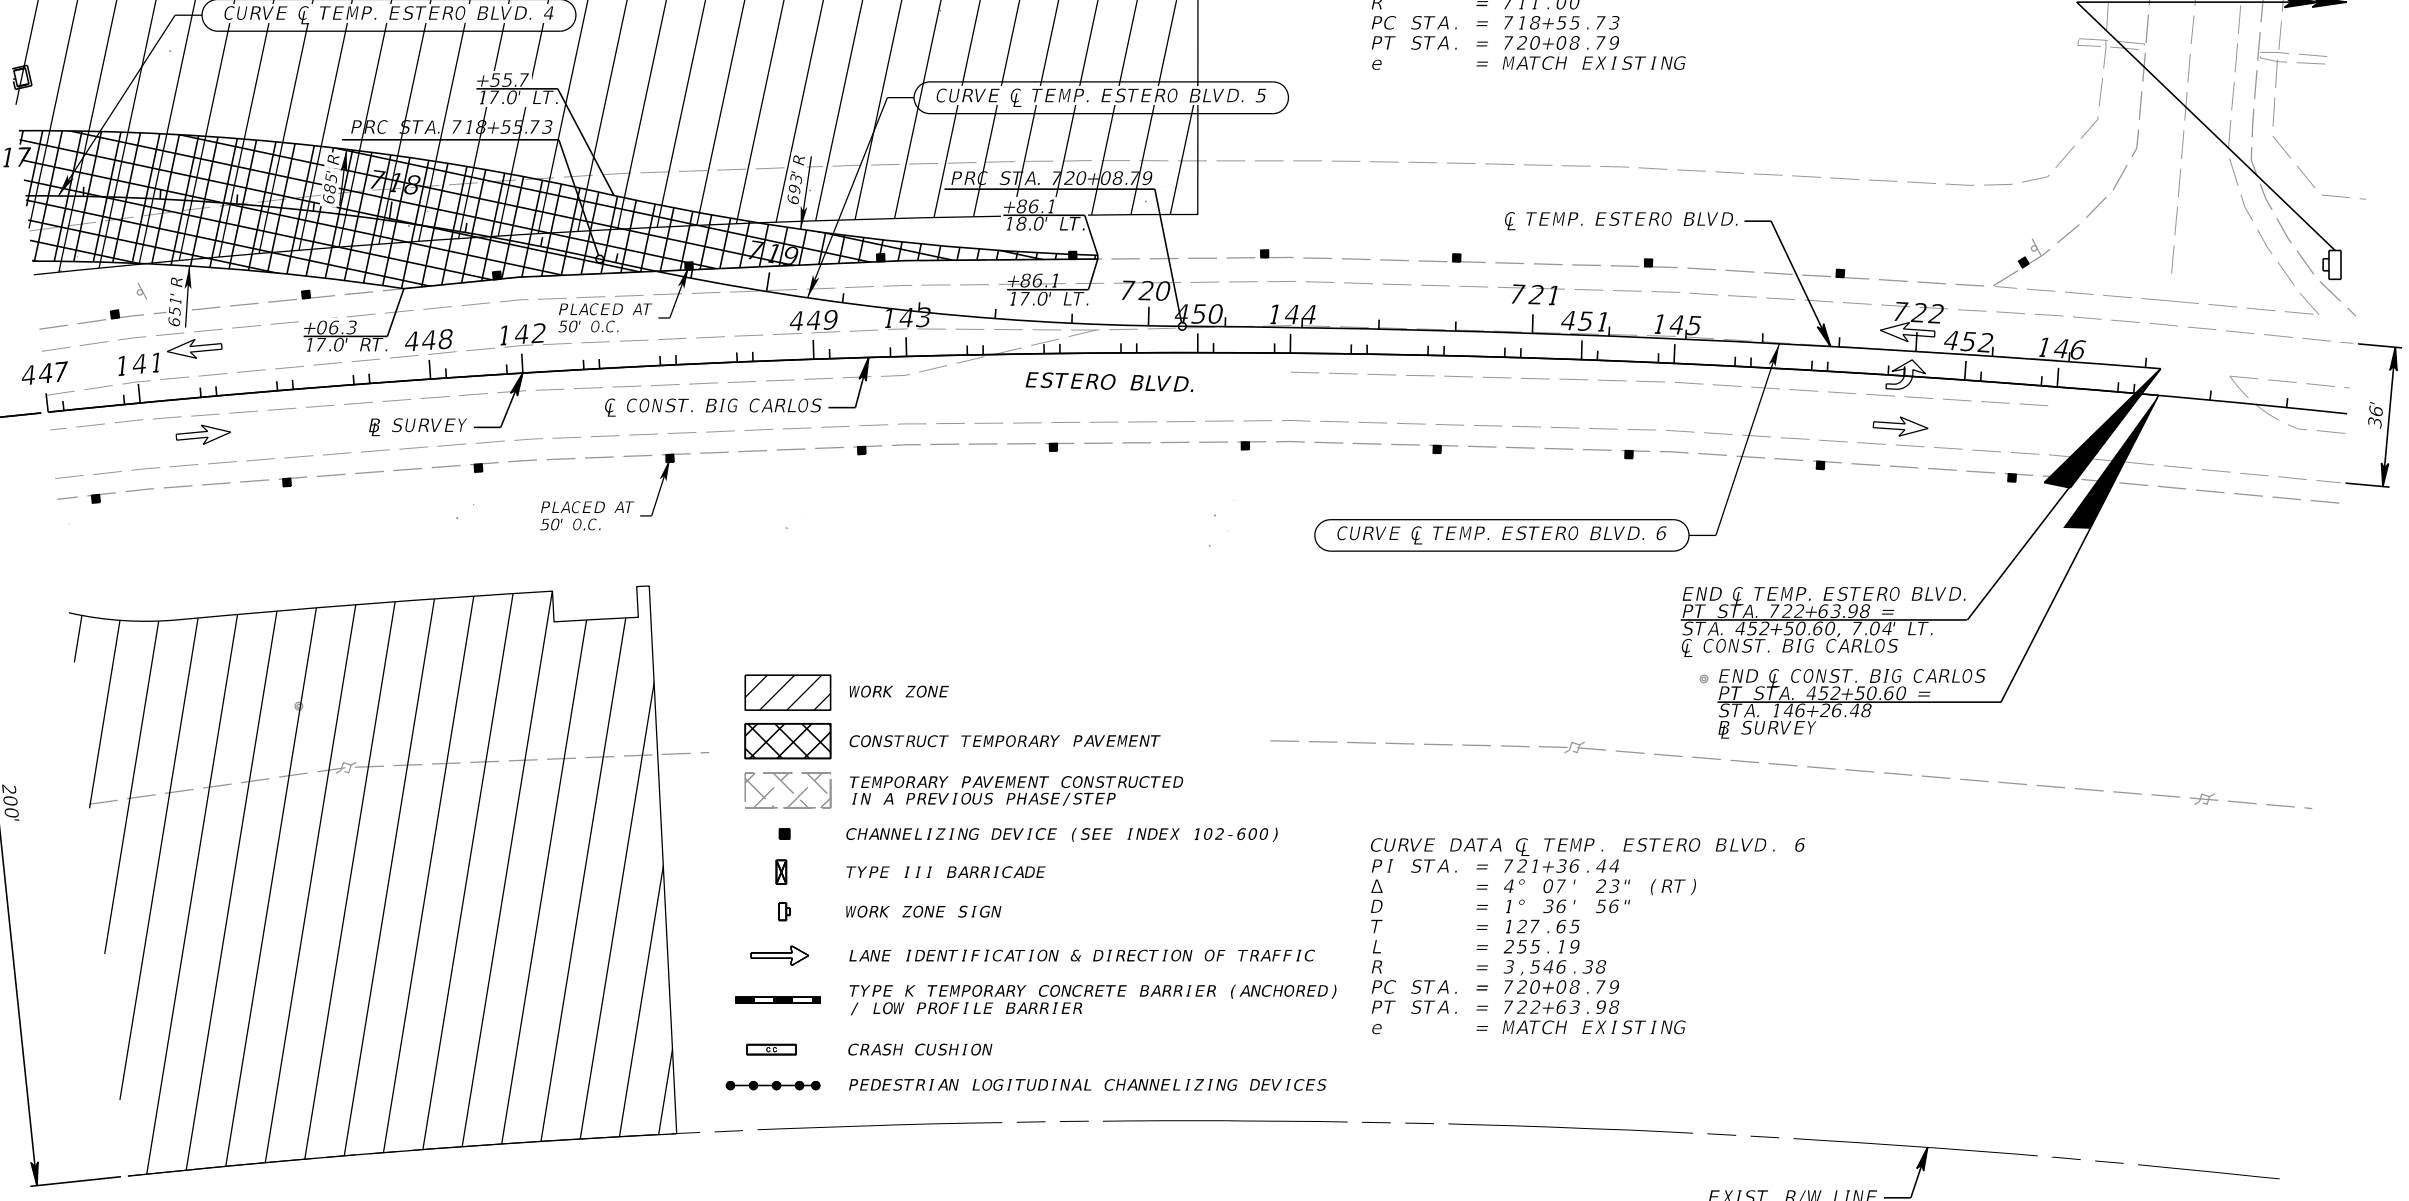 CURVE ℄ TEMP. ESTERO BLVD. 4
R = 711.00
PC STA. = 718+55.73
PT STA. = 720+08.79
e = MATCH EXISTING
+55.7
17.0' LT.
CURVE ℄ TEMP. ESTERO BLVD. 5
PRC STA. 718+55.73
17
685' R
718
693' R
PRC STA. 720+08.79
+86.1
18.0' LT.
℄ TEMP. ESTERO BLVD.
719
651' R
+86.1
17.0' LT.
720
721
722
PLACED AT
50' O.C.
+06.3
17.0' RT.
447
141
448
142
449
143
450
144
451
145
452
146
ESTERO BLVD.
℄ CONST. BIG CARLOS
BL SURVEY
36'
PLACED AT
50' O.C.
CURVE ℄ TEMP. ESTERO BLVD. 6
END ℄ TEMP. ESTERO BLVD.
PT STA. 722+63.98 =
STA. 452+50.60, 7.04' LT.
℄ CONST. BIG CARLOS
END ℄ CONST. BIG CARLOS
PT STA. 452+50.60 =
STA. 146+26.48
BL SURVEY
200'
WORK ZONE
CONSTRUCT TEMPORARY PAVEMENT
TEMPORARY PAVEMENT CONSTRUCTED
IN A PREVIOUS PHASE/STEP
CHANNELIZING DEVICE (SEE INDEX 102-600)
TYPE III BARRICADE
WORK ZONE SIGN
LANE IDENTIFICATION & DIRECTION OF TRAFFIC
TYPE K TEMPORARY CONCRETE BARRIER (ANCHORED)
/ LOW PROFILE BARRIER
CC
CRASH CUSHION
PEDESTRIAN LOGITUDINAL CHANNELIZING DEVICES
CURVE DATA ℄ TEMP. ESTERO BLVD. 6
PI STA. = 721+36.44
Δ = 4° 07' 23" (RT)
D = 1° 36' 56"
T = 127.65
L = 255.19
R = 3,546.38
PC STA. = 720+08.79
PT STA. = 722+63.98
e = MATCH EXISTING
EXIST. R/W LINE